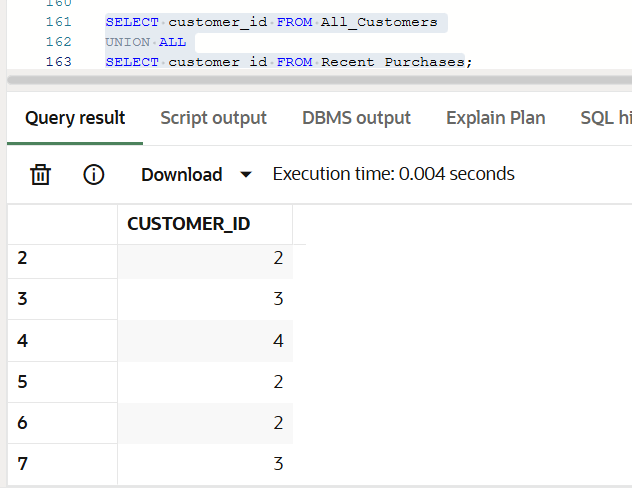 160
161 SELECT customer_id FROM All_Customers
162 UNION ALL
163 SELECT customer_id FROM Recent_Purchases;
Query result Script output DBMS output Explain Plan SQL hi
Download Execution time: 0.004 seconds
CUSTOMER_ID
2 2
3 3
4 4
5 2
6 2
7 3